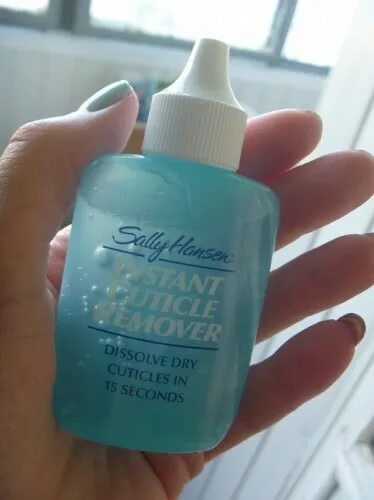 Sally Hansen
INSTANT
CUTICLE
REMOVER
DISSOLVE DRY
CUTICLES IN
15 SECONDS